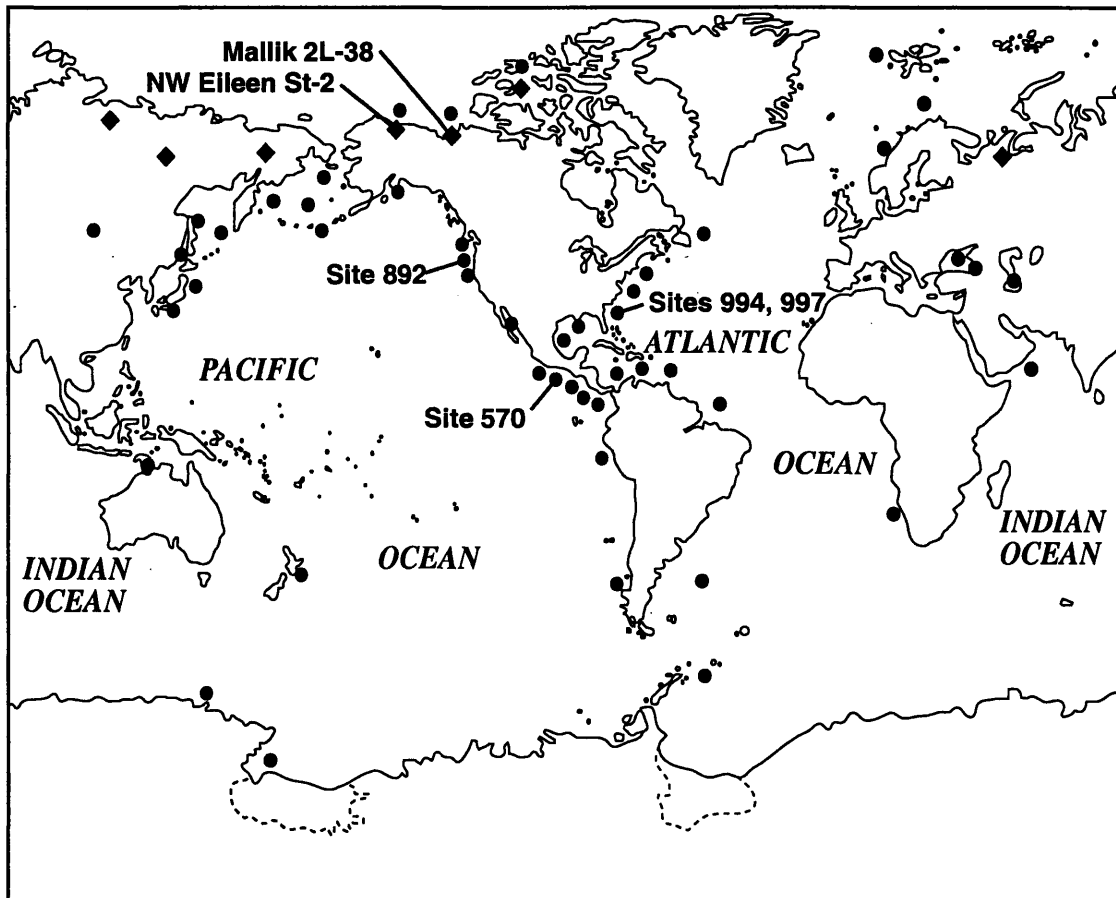 Mallik 2L-38
NW Eileen St-2
Site 892
Sites 994, 997
ATLANTIC
PACIFIC
Site 570
OCEAN
INDIAN
OCEAN
OCEAN
INDIAN
OCEAN